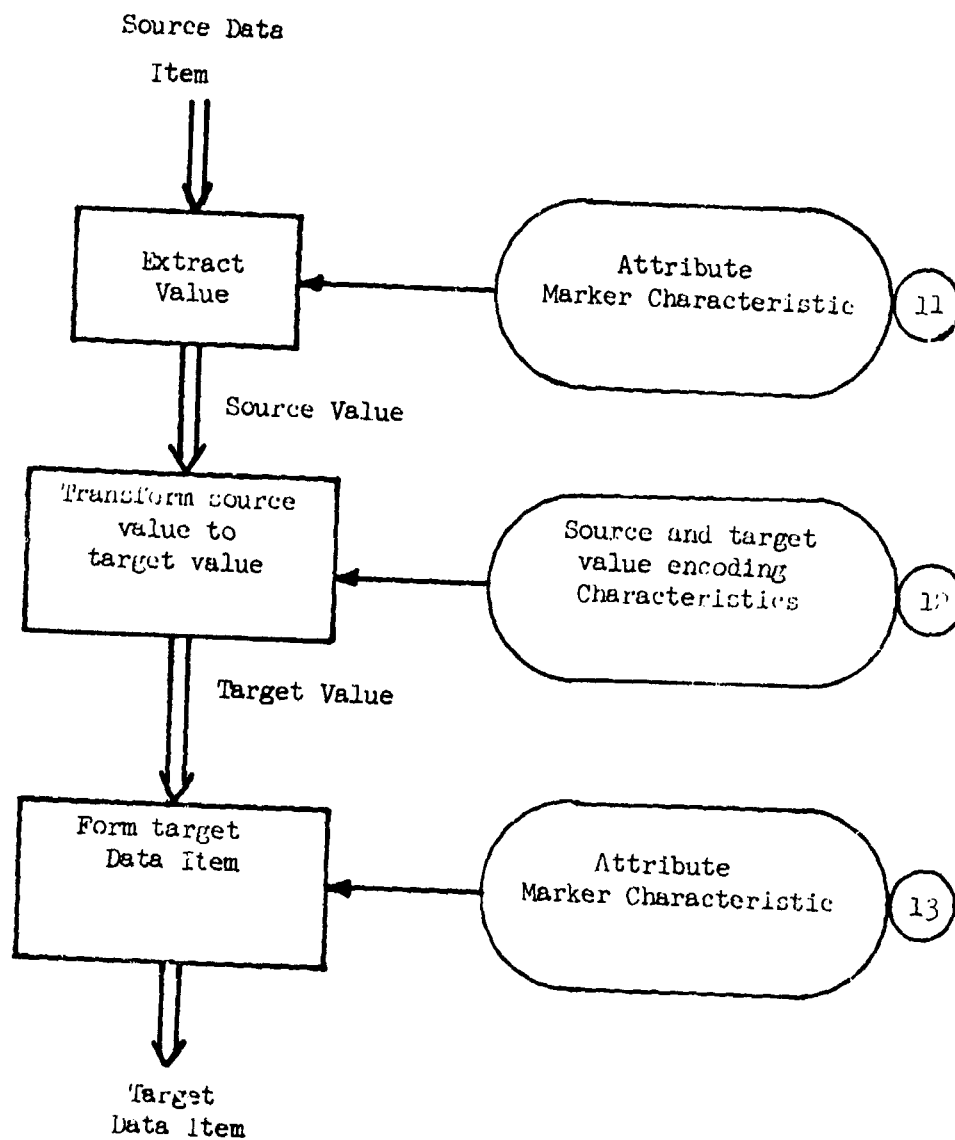 Source Data
Item
Extract
Value
Attribute
Marker Characteristic
11
Source Value
Transform source
value to
target value
Source and target
value encoding
Characteristics
Target Value
Form target
Data Item
Attribute
Marker Characteristic
13
Target
Data Item